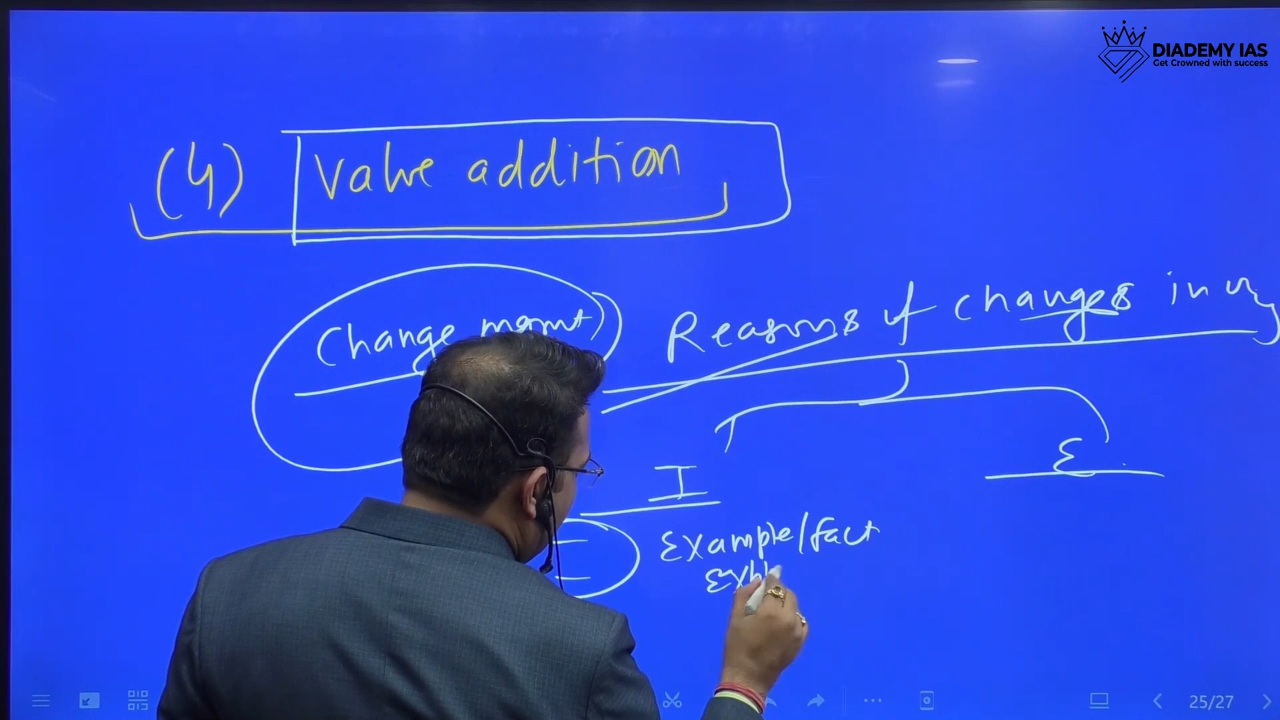 DIADEMY IAS
Get Crowned with success
(4) Value addition
Change mgmt) Reasons of changes in
I
Ɛ
Example/fact
25/27